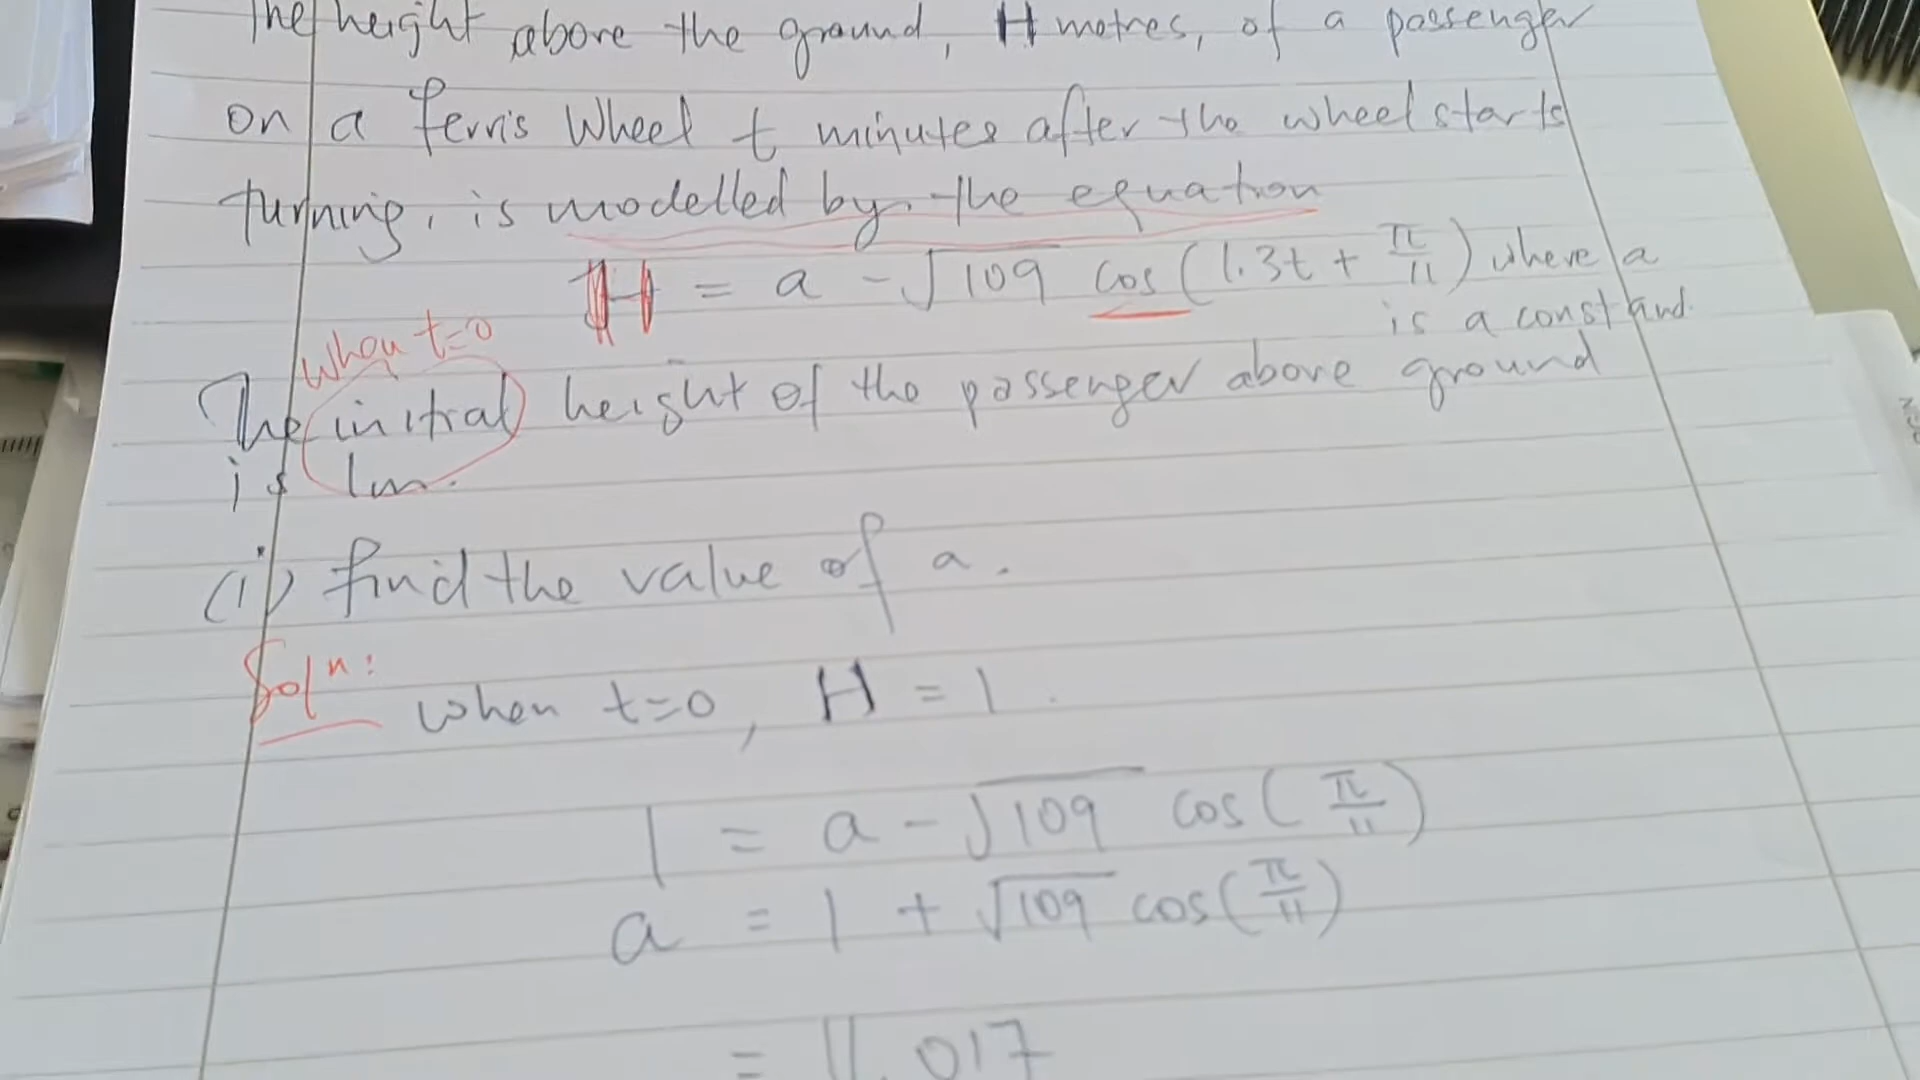 The height above the ground, H metres, of a passenger
on a ferris Wheel t minutes after the wheel starts
turning, is modelled by the equation
H = a - √109 cos (1.3t + π/11) where a
is a constant.
When t=0
The initial height of the passenger above ground
is 1m.
(i) find the value of a.
Solⁿ:
when t=0, H = 1.
1 = a - √109 cos(π/11)
a = 1 + √109 cos(π/11)
= 11.017